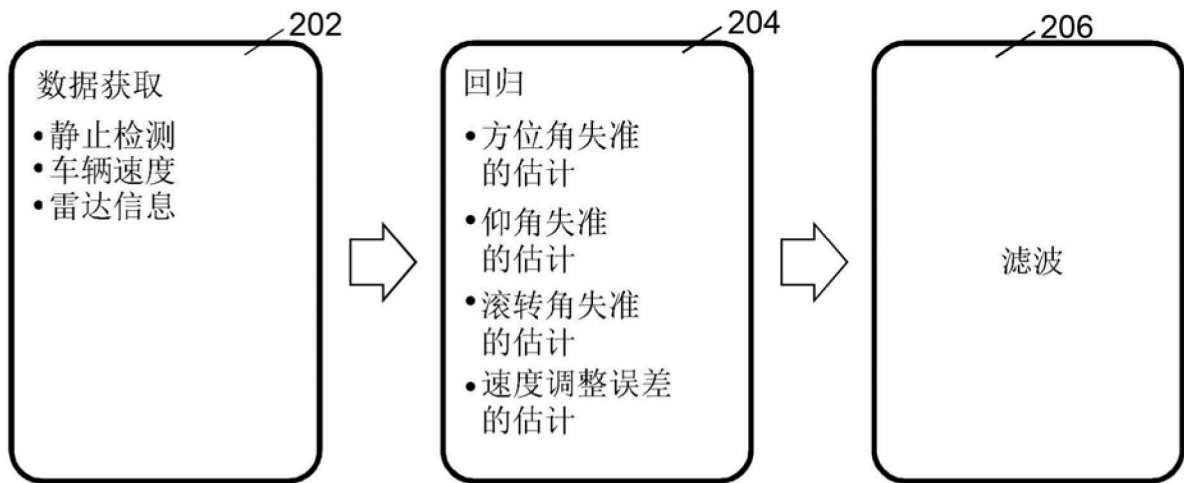 202
数据获取
•静止检测
•车辆速度
•雷达信息
204
回归
•方位角失准
的估计
•仰角失准
的估计
•滚转角失准
的估计
•速度调整误差
的估计
206
滤波